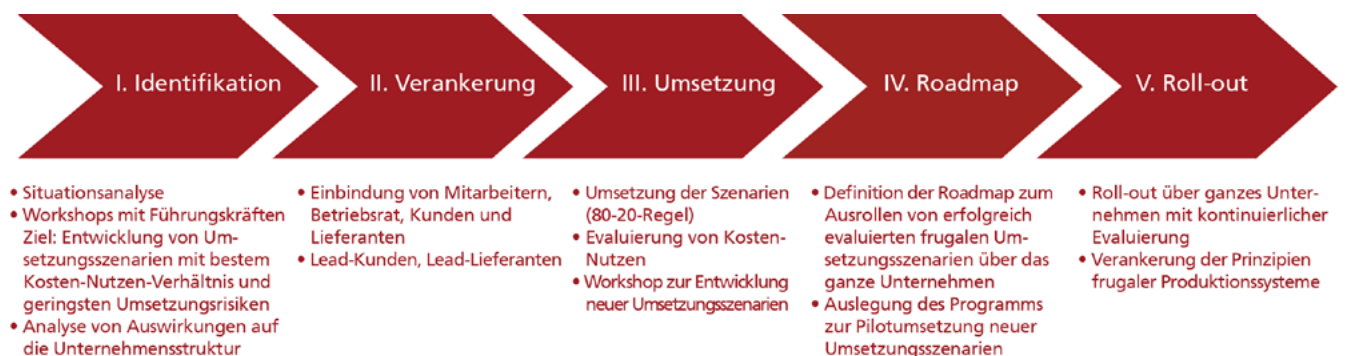 I. Identifikation
II. Verankerung
III. Umsetzung
IV. Roadmap
V. Roll-out
• Situationsanalyse
• Workshops mit Führungskräften
Ziel: Entwicklung von Um-
setzungsszenarien mit bestem
Kosten-Nutzen-Verhältnis und
geringsten Umsetzungsrisiken
• Analyse von Auswirkungen auf
die Unternehmensstruktur
• Einbindung von Mitarbeitern,
Betriebsrat, Kunden und
Lieferanten
• Lead-Kunden, Lead-Lieferanten
• Umsetzung der Szenarien
(80-20-Regel)
• Evaluierung von Kosten-
Nutzen
• Workshop zur Entwicklung
neuer Umsetzungsszenarien
• Definition der Roadmap zum
Ausrollen von erfolgreich
evaluierten frugalen Um-
setzungsszenarien über das
ganze Unternehmen
• Auslegung des Programms
zur Pilotumsetzung neuer
Umsetzungsszenarien
• Roll-out über ganzes Unter-
nehmen mit kontinuierlicher
Evaluierung
• Verankerung der Prinzipien
frugaler Produktionssysteme